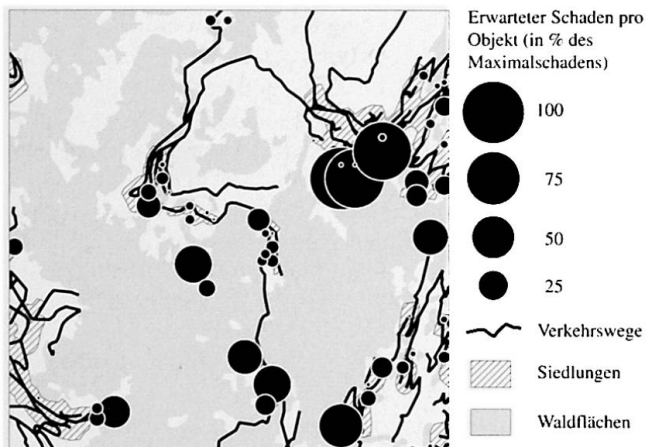 Erwarteter Schaden pro
Objekt (in % des
Maximalschadens)
100
75
50
25
Verkehrswege
Siedlungen
Waldflächen